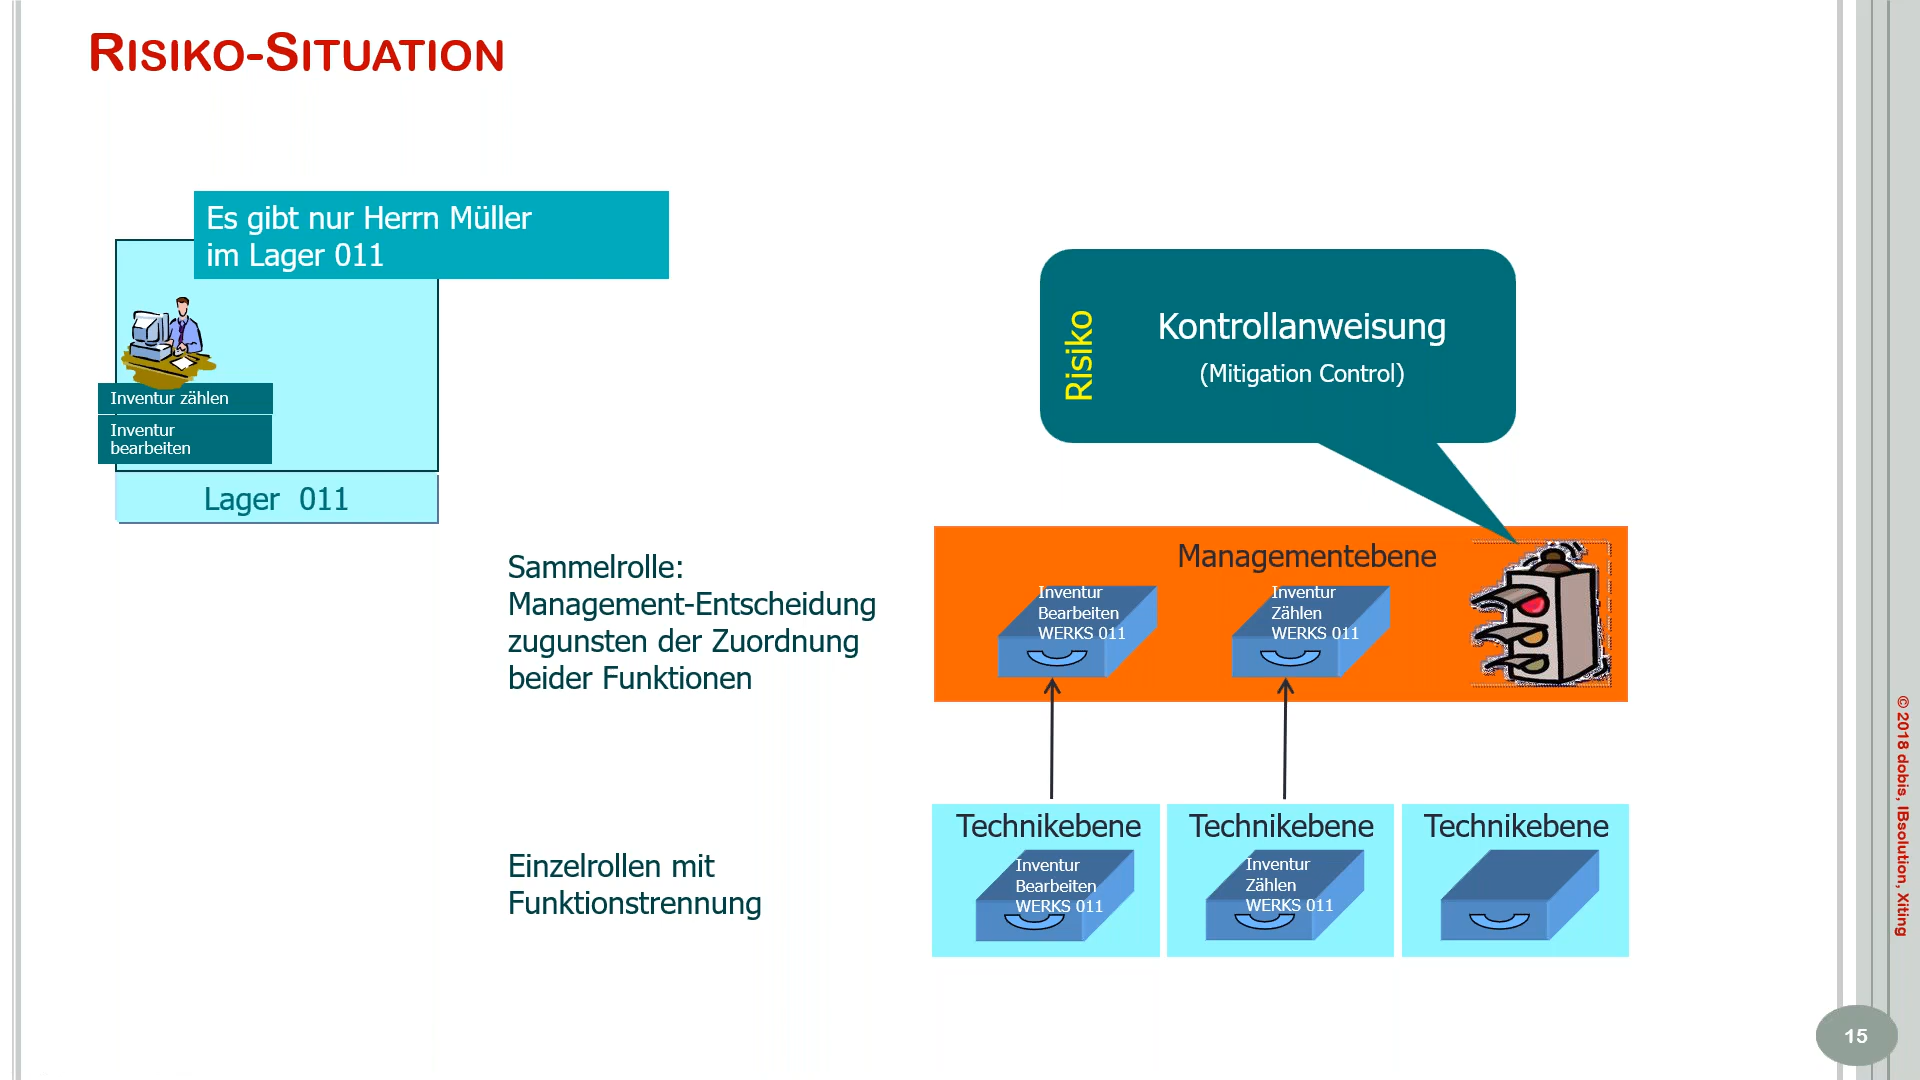 RISIKO-SITUATION
Es gibt nur Herrn Müller
im Lager 011
Inventur zählen
Inventur
bearbeiten
Lager 011
Risiko
Kontrollanweisung
(Mitigation Control)
Sammelrolle:
Management-Entscheidung
zugunsten der Zuordnung
beider Funktionen
Managementebene
Inventur
Bearbeiten
WERKS 011
Inventur
Zählen
WERKS 011
Einzelrollen mit
Funktionstrennung
Technikebene
Inventur
Bearbeiten
WERKS 011
Technikebene
Inventur
Zählen
WERKS 011
Technikebene
© 2018 dobis, IBsolution, Xiting
15